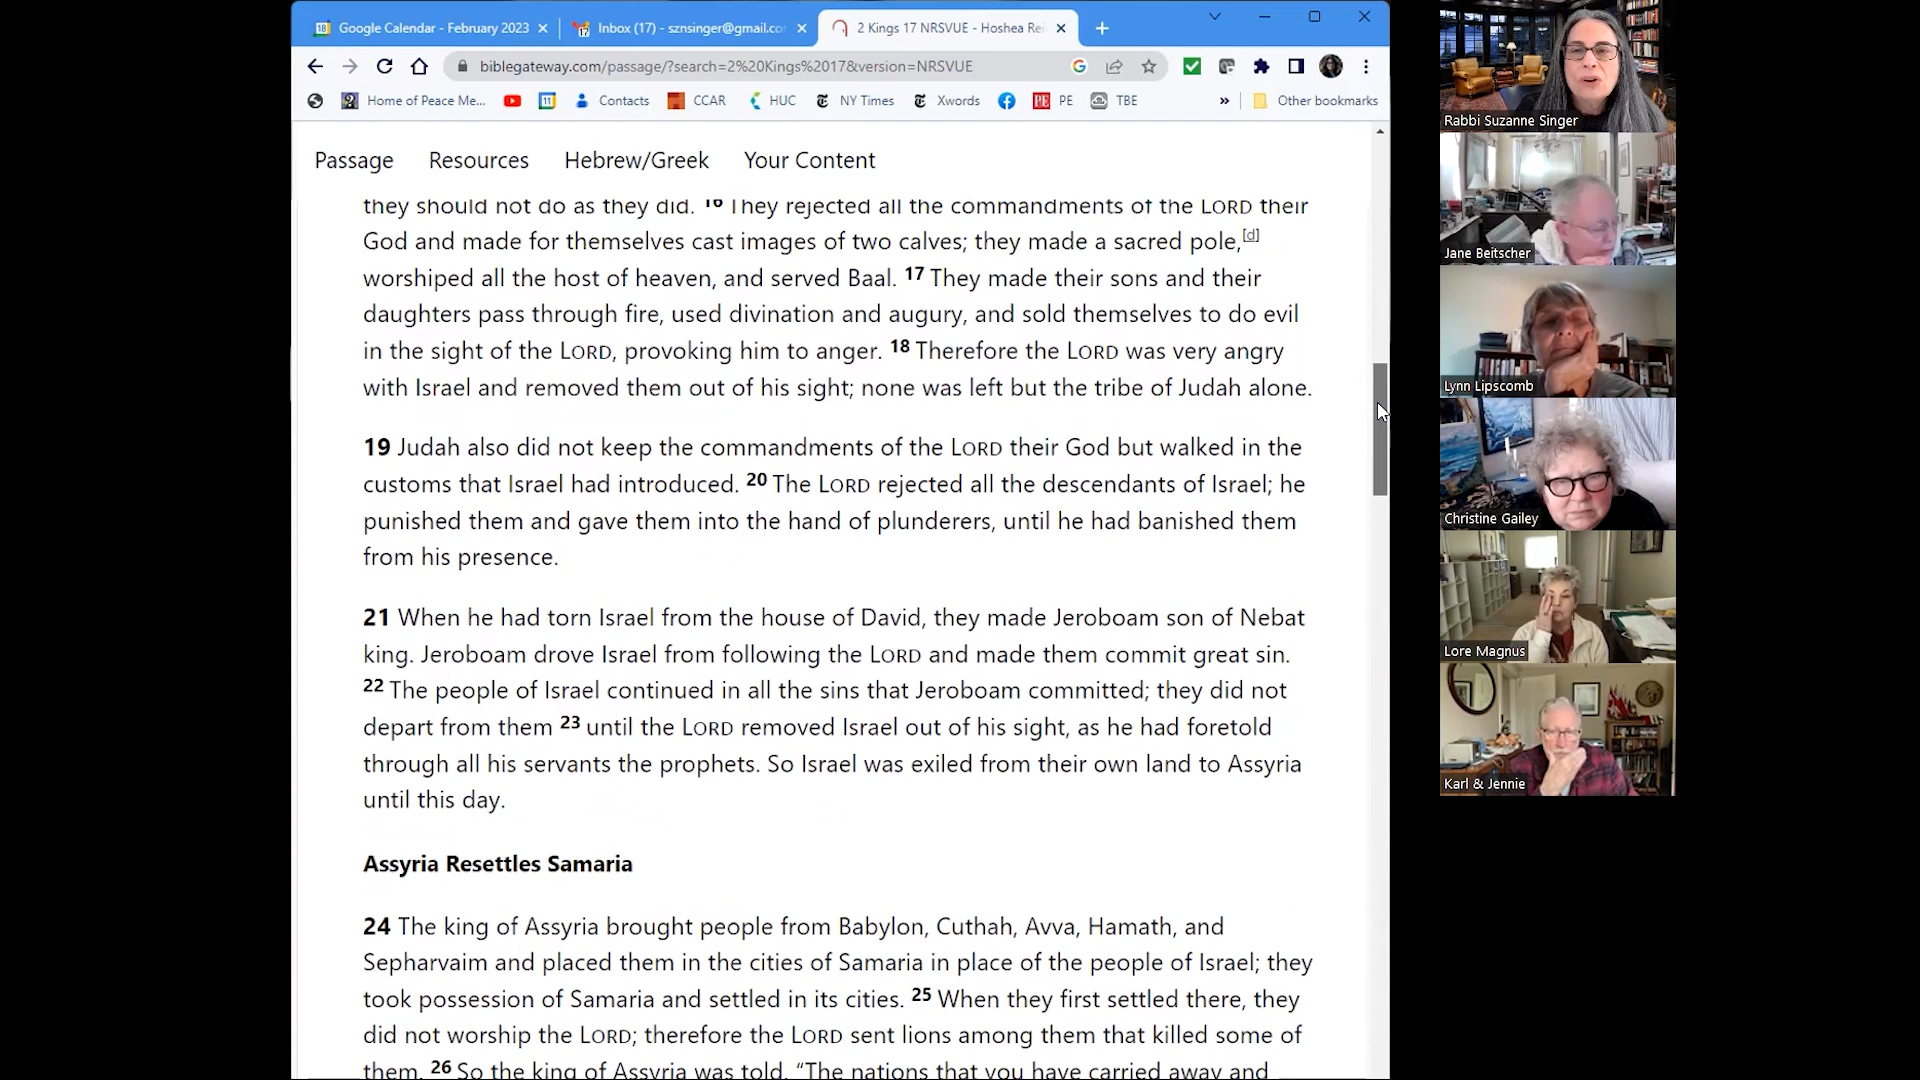 Google Calendar - February 2023
Inbox (17) - sznsinger@gmail.co
2 Kings 17 NRSVUE - Hoshea Rei
biblegateway.com/passage/?search=2%20Kings%2017&version=NRSVUE
Home of Peace Me...
11
Contacts
CCAR
HUC
NY Times
Xwords
PE
PE
TBE
»
Other bookmarks
Passage
Resources
Hebrew/Greek
Your Content
they should not do as they did. 16 They rejected all the commandments of the LORD their
God and made for themselves cast images of two calves; they made a sacred pole,[d]
worshiped all the host of heaven, and served Baal. 17 They made their sons and their
daughters pass through fire, used divination and augury, and sold themselves to do evil
in the sight of the LORD, provoking him to anger. 18 Therefore the LORD was very angry
with Israel and removed them out of his sight; none was left but the tribe of Judah alone.
19 Judah also did not keep the commandments of the LORD their God but walked in the
customs that Israel had introduced. 20 The LORD rejected all the descendants of Israel; he
punished them and gave them into the hand of plunderers, until he had banished them
from his presence.
21 When he had torn Israel from the house of David, they made Jeroboam son of Nebat
king. Jeroboam drove Israel from following the LORD and made them commit great sin.
22 The people of Israel continued in all the sins that Jeroboam committed; they did not
depart from them 23 until the LORD removed Israel out of his sight, as he had foretold
through all his servants the prophets. So Israel was exiled from their own land to Assyria
until this day.
Assyria Resettles Samaria
24 The king of Assyria brought people from Babylon, Cuthah, Avva, Hamath, and
Sepharvaim and placed them in the cities of Samaria in place of the people of Israel; they
took possession of Samaria and settled in its cities. 25 When they first settled there, they
did not worship the LORD; therefore the LORD sent lions among them that killed some of
them. 26 So the king of Assyria was told, “The nations that you have carried away and
Rabbi Suzanne Singer
Jane Beitscher
Lynn Lipscomb
Christine Gailey
Lore Magnus
Karl & Jennie